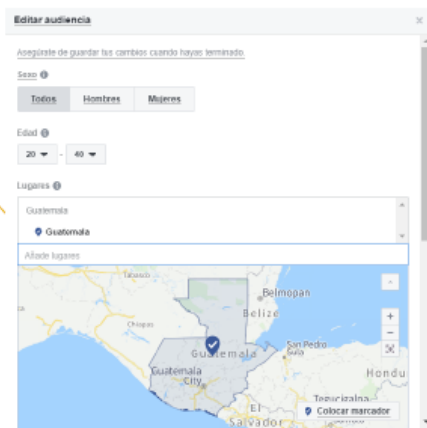 Editar audiencia
Asegúrate de guardar tus cambios cuando hayas terminado.
Sexo
Todos Hombres Mujeres
Edad
20 - 40
Lugares
Guatemala
Guatemala
Añade lugares
Tabasco
Belmopan
Belize
Chiapas
San Pedro Sula
Guatemala
Guatemala City
Hondu
Tegucigalpa
El Salvador
Colocar marcador